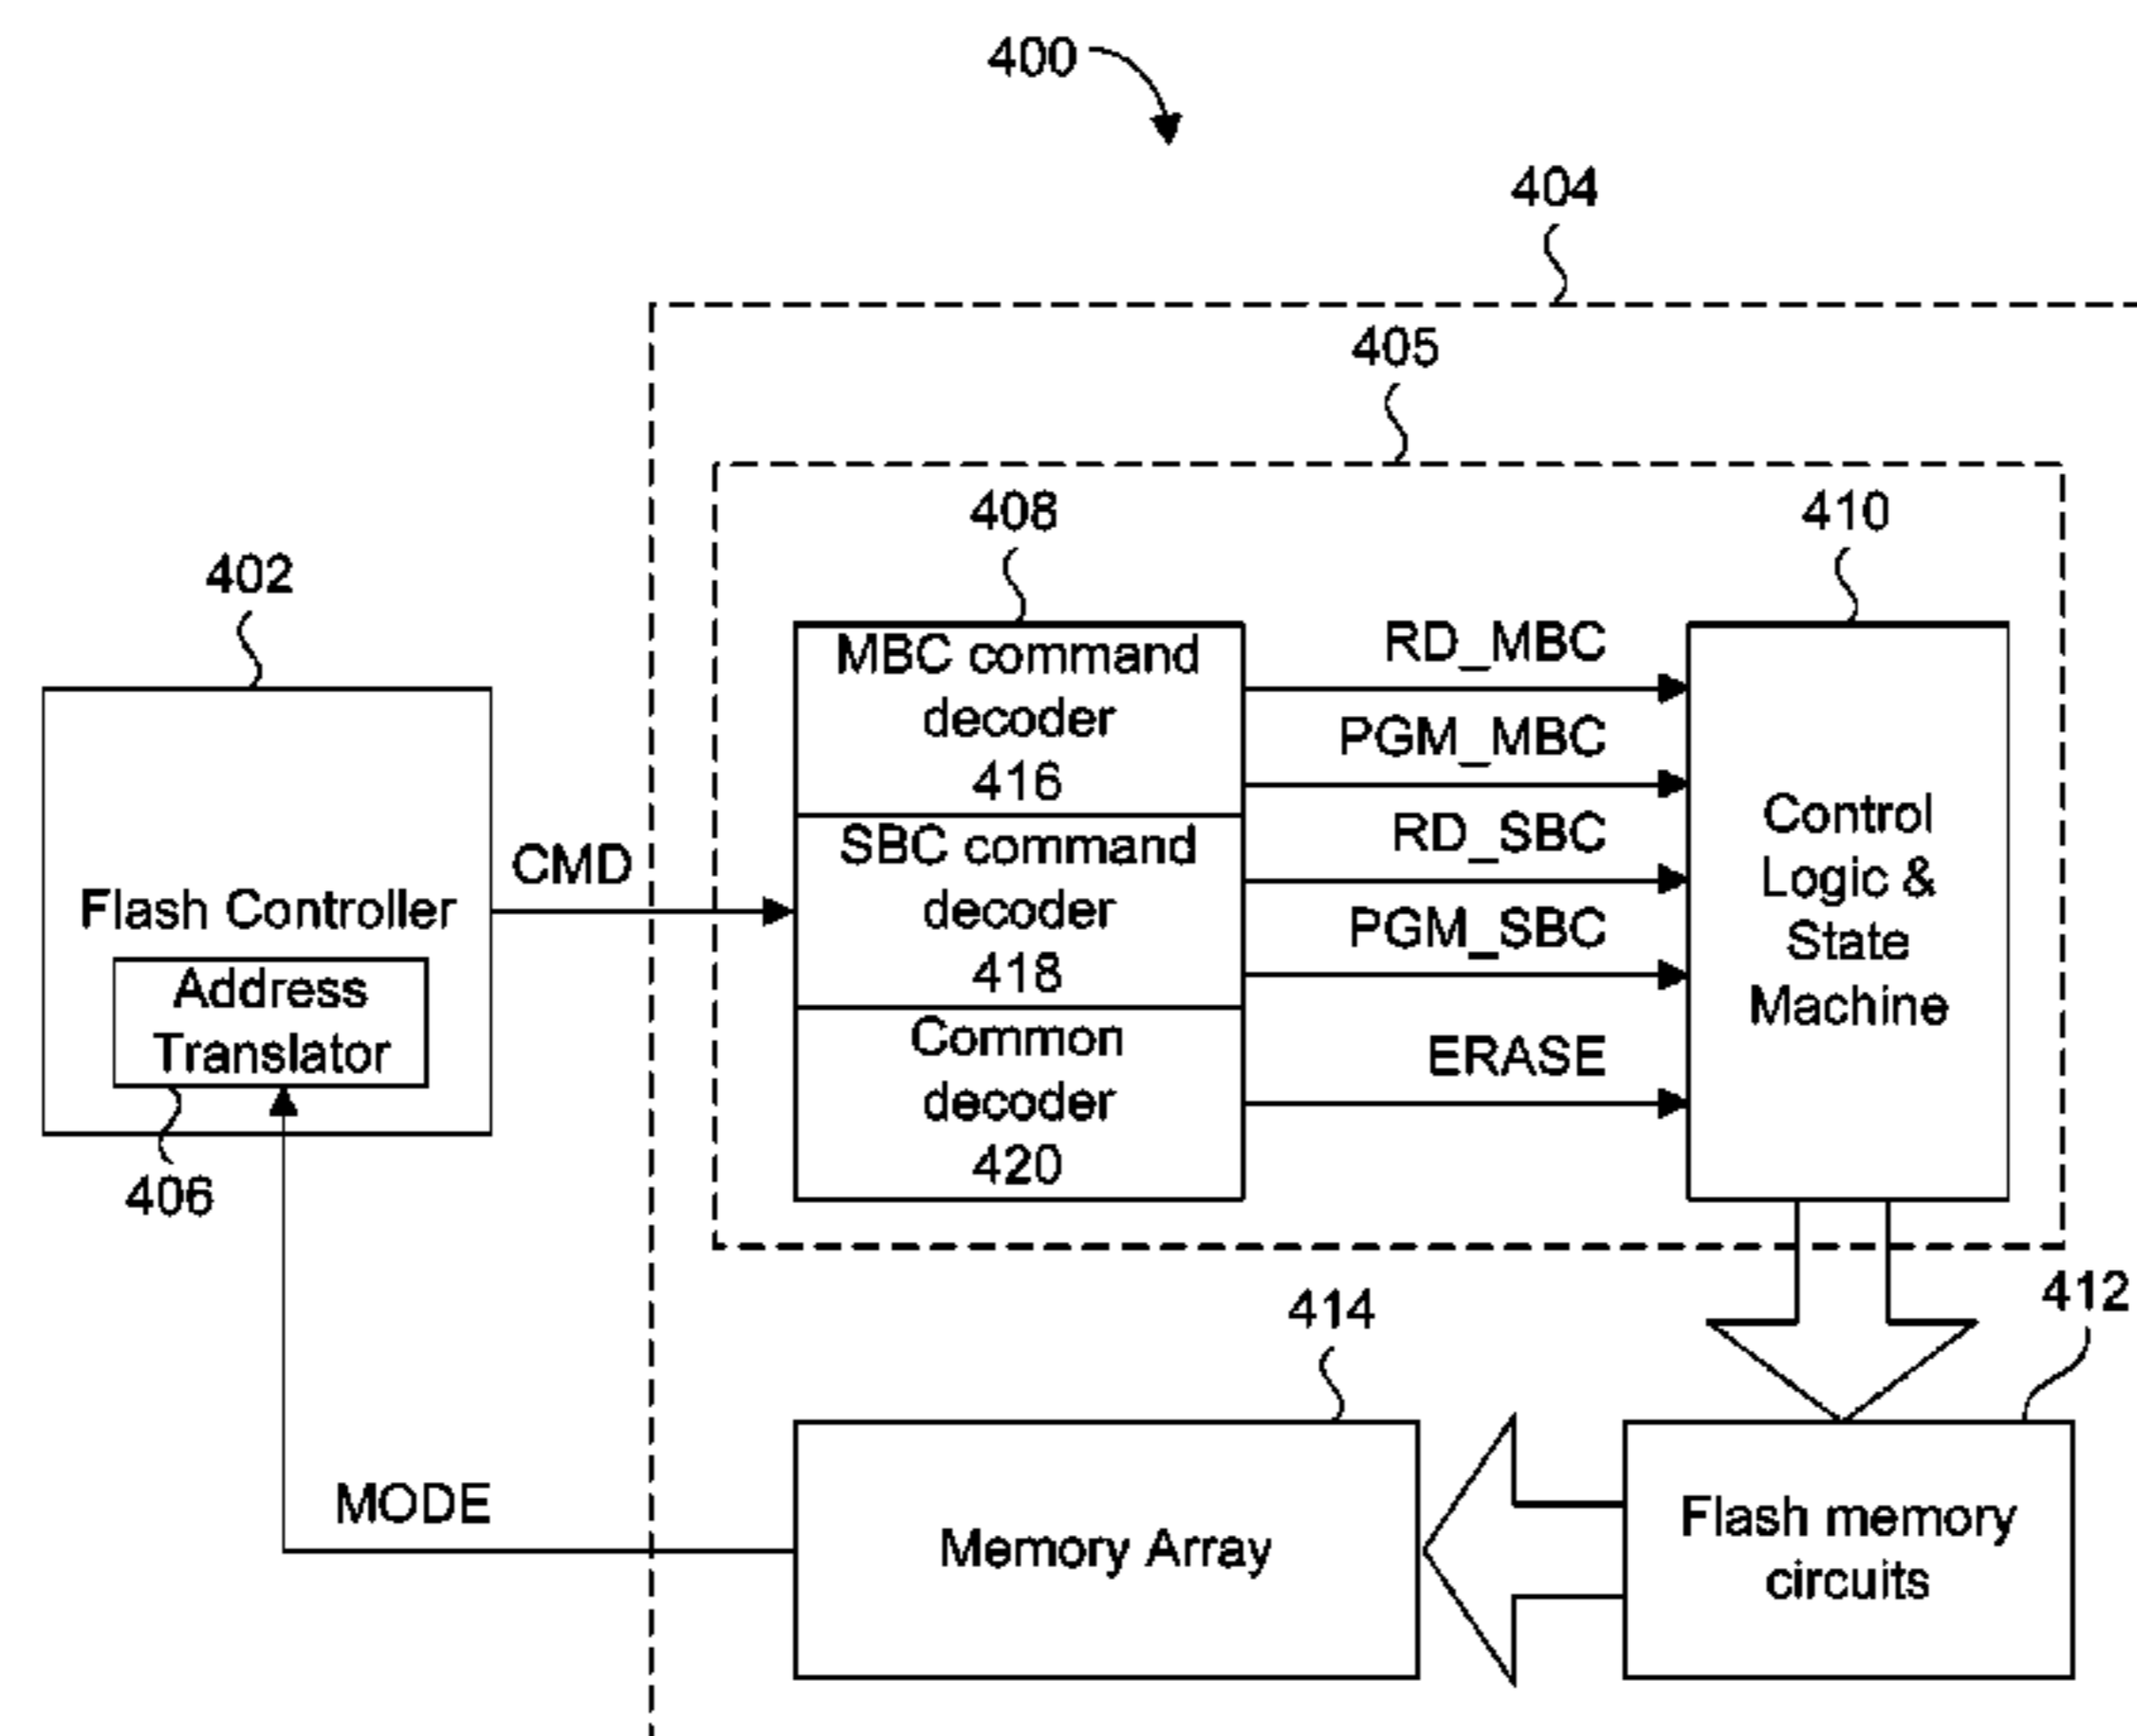 400
404
405
408
410
402
MBC command
decoder
416
SBC command
decoder
418
Common
decoder
420
RD_MBC
PGM_MBC
RD_SBC
PGM_SBC
ERASE
Control
Logic &
State
Machine
CMD
Flash Controller
Address
Translator
406
414
412
MODE
Memory Array
Flash memory
circuits